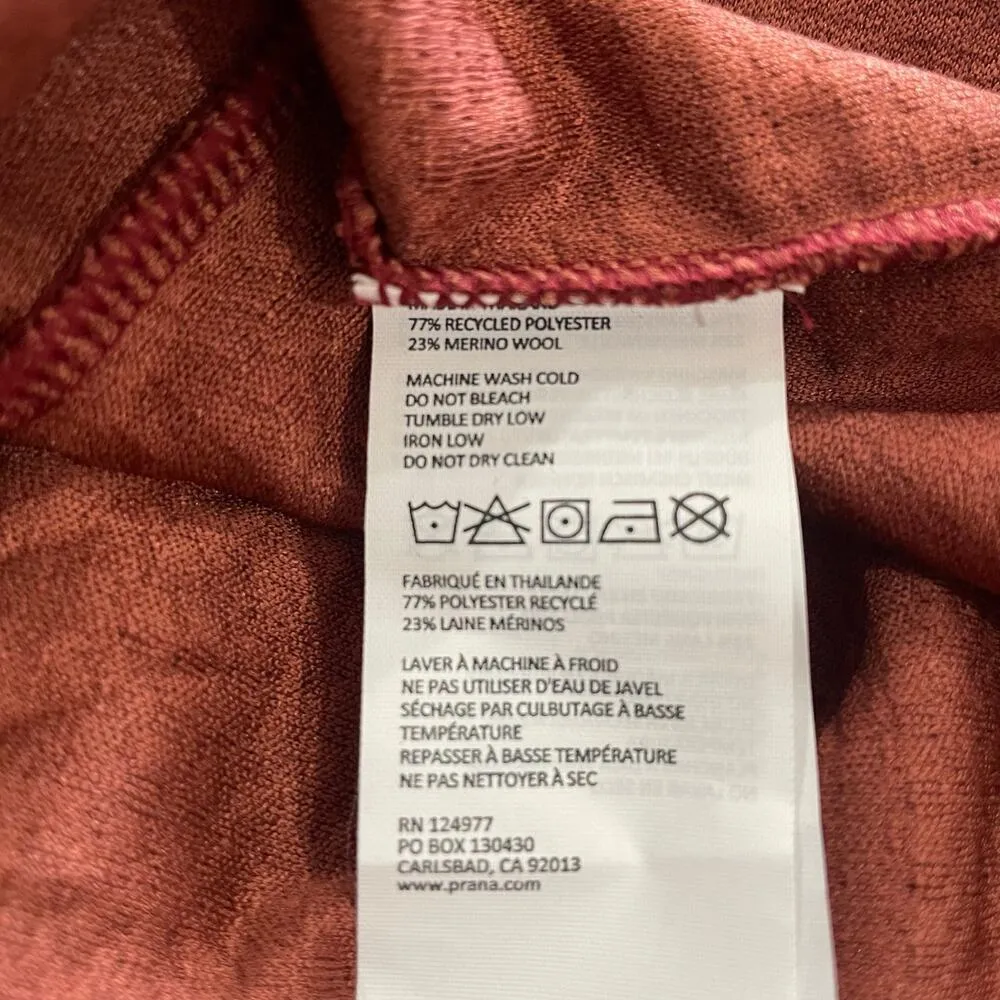 77% RECYCLED POLYESTER
23% MERINO WOOL
MACHINE WASH COLD
DO NOT BLEACH
TUMBLE DRY LOW
IRON LOW
DO NOT DRY CLEAN
FABRIQUÉ EN THAILANDE
77% POLYESTER RECYCLÉ
23% LAINE MÉRINOS
LAVER À MACHINE À FROID
NE PAS UTILISER D'EAU DE JAVEL
SÉCHAGE PAR CULBUTAGE À BASSE
TEMPÉRATURE
REPASSER À BASSE TEMPÉRATURE
NE PAS NETTOYER À SEC
RN 124977
PO BOX 130430
CARLSBAD, CA 92013
www.prana.com